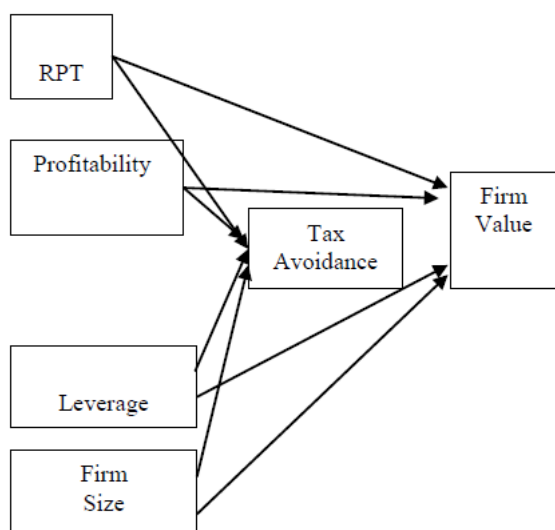 RPT
Profitability
Firm
Value
Tax
Avoidance
Leverage
Firm
Size